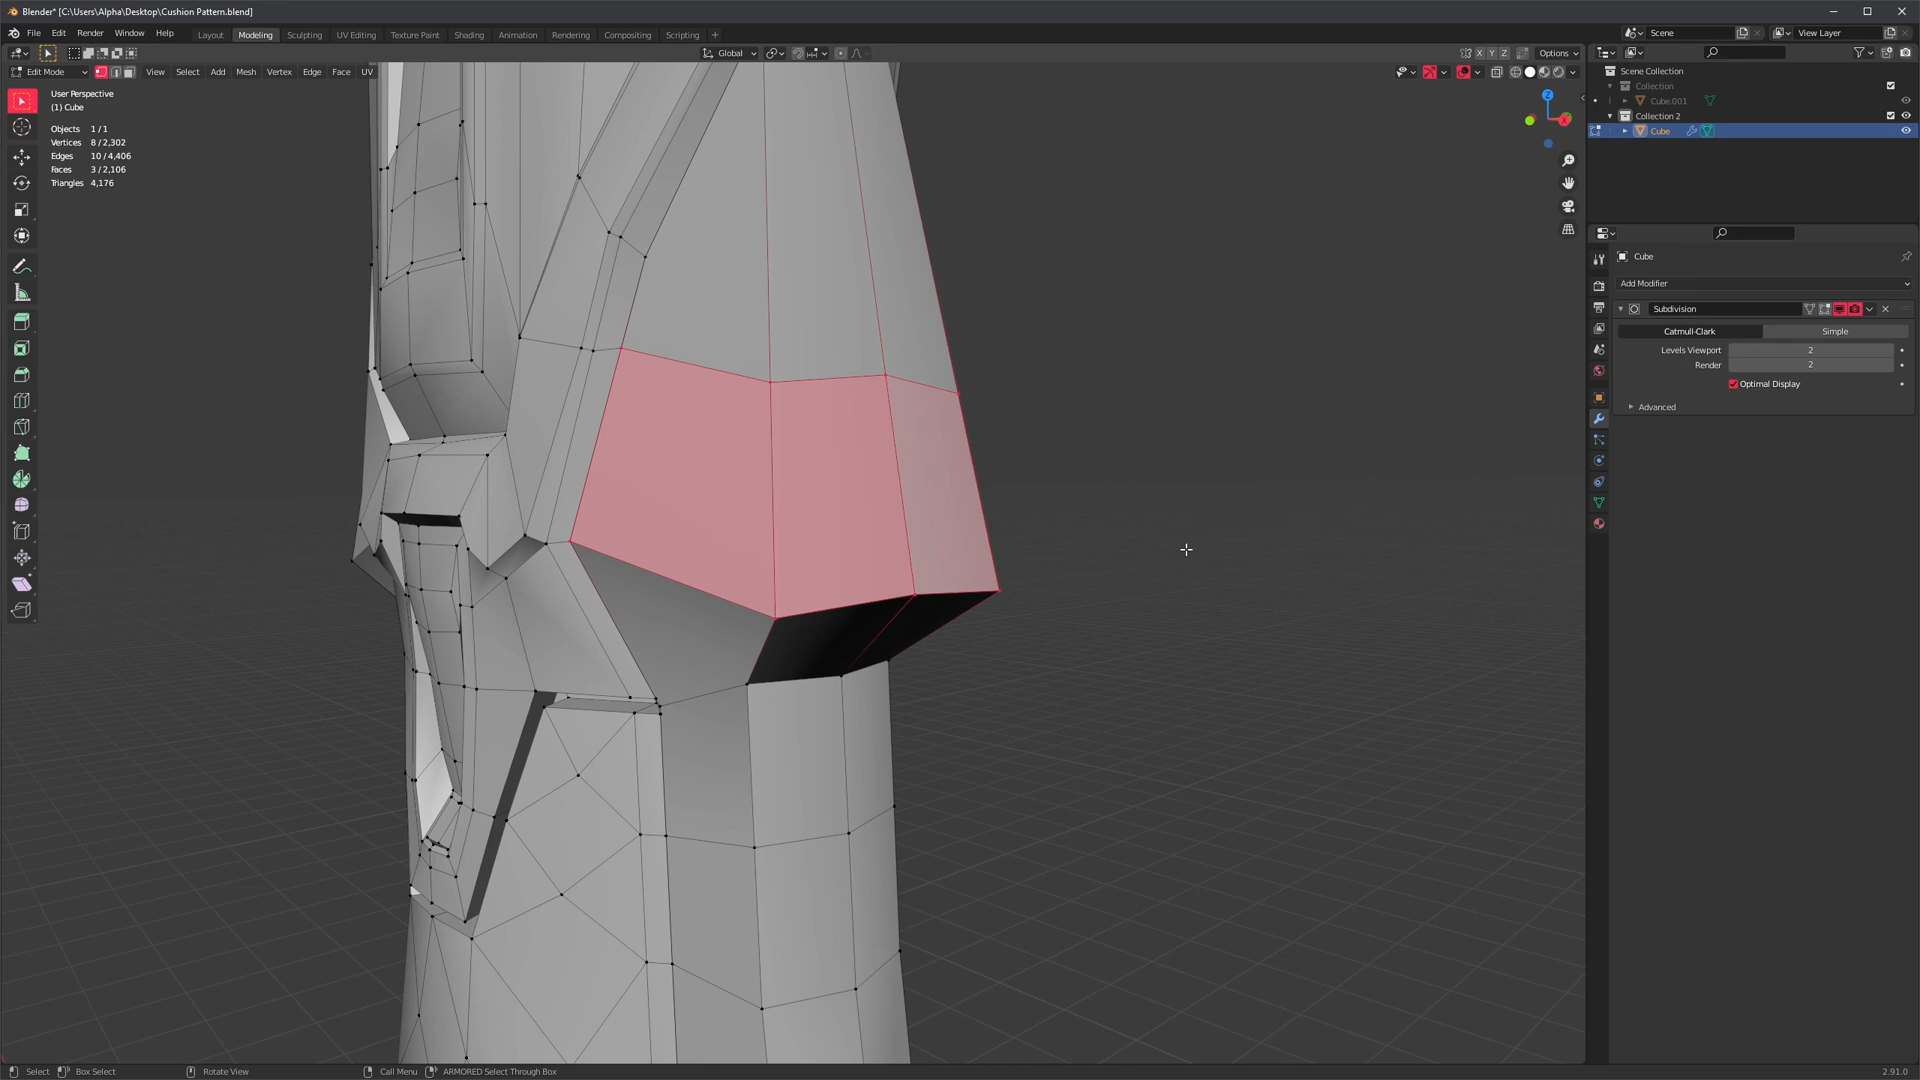 Blender* [C:\Users\Alpha\Desktop\Cushion Pattern.blend]
File Edit Render Window Help
Layout Modeling Sculpting UV Editing Texture Paint Shading Animation Rendering Compositing Scripting +
Scene
View Layer
Global
X Y Z
Options
Edit Mode
View Select Add Mesh Vertex Edge Face UV
User Perspective
(1) Cube
Objects 1 / 1
Vertices 8 / 2,302
Edges 10 / 4,406
Faces 3 / 2,106
Triangles 4,176
Z
X
Scene Collection
Collection
Cube.001
Collection 2
Cube
Cube
Add Modifier
Subdivision
Catmull-Clark Simple
Levels Viewport 2
Render 2
Optimal Display
Advanced
Select Box Select Rotate View Call Menu ARMORED Select Through Box
2.91.0